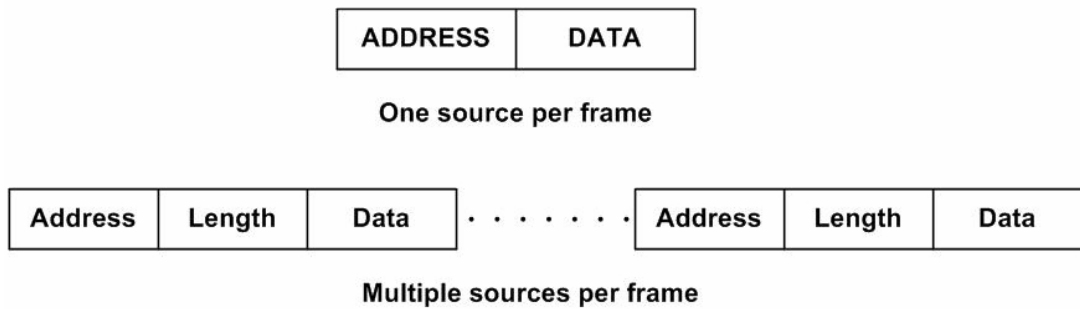 ADDRESS DATA
One source per frame
Address Length Data . . . . . . . Address Length Data
Multiple sources per frame